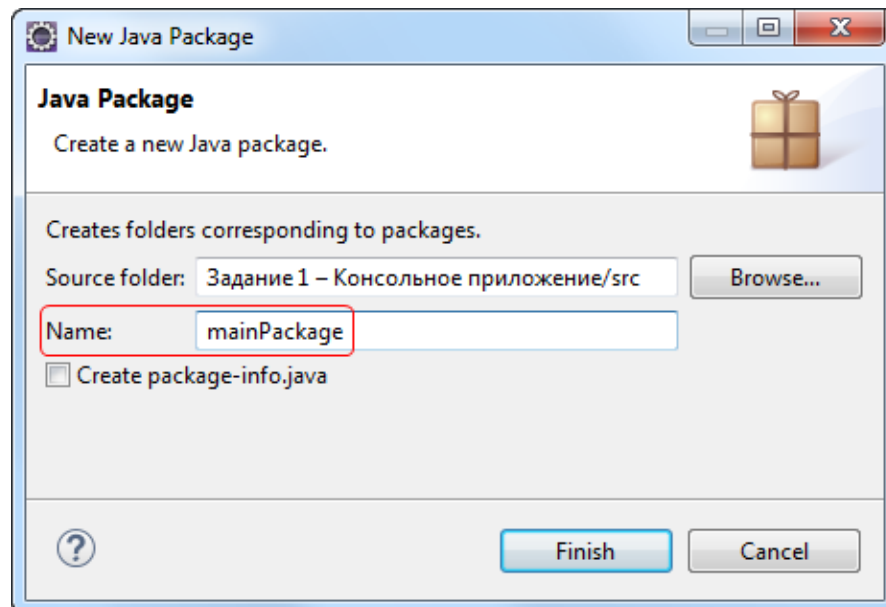 New Java Package
Java Package
Create a new Java package.
Creates folders corresponding to packages.
Source folder: Задание 1 – Консольное приложение/src Browse...
Name: mainPackage
Create package-info.java
? Finish Cancel